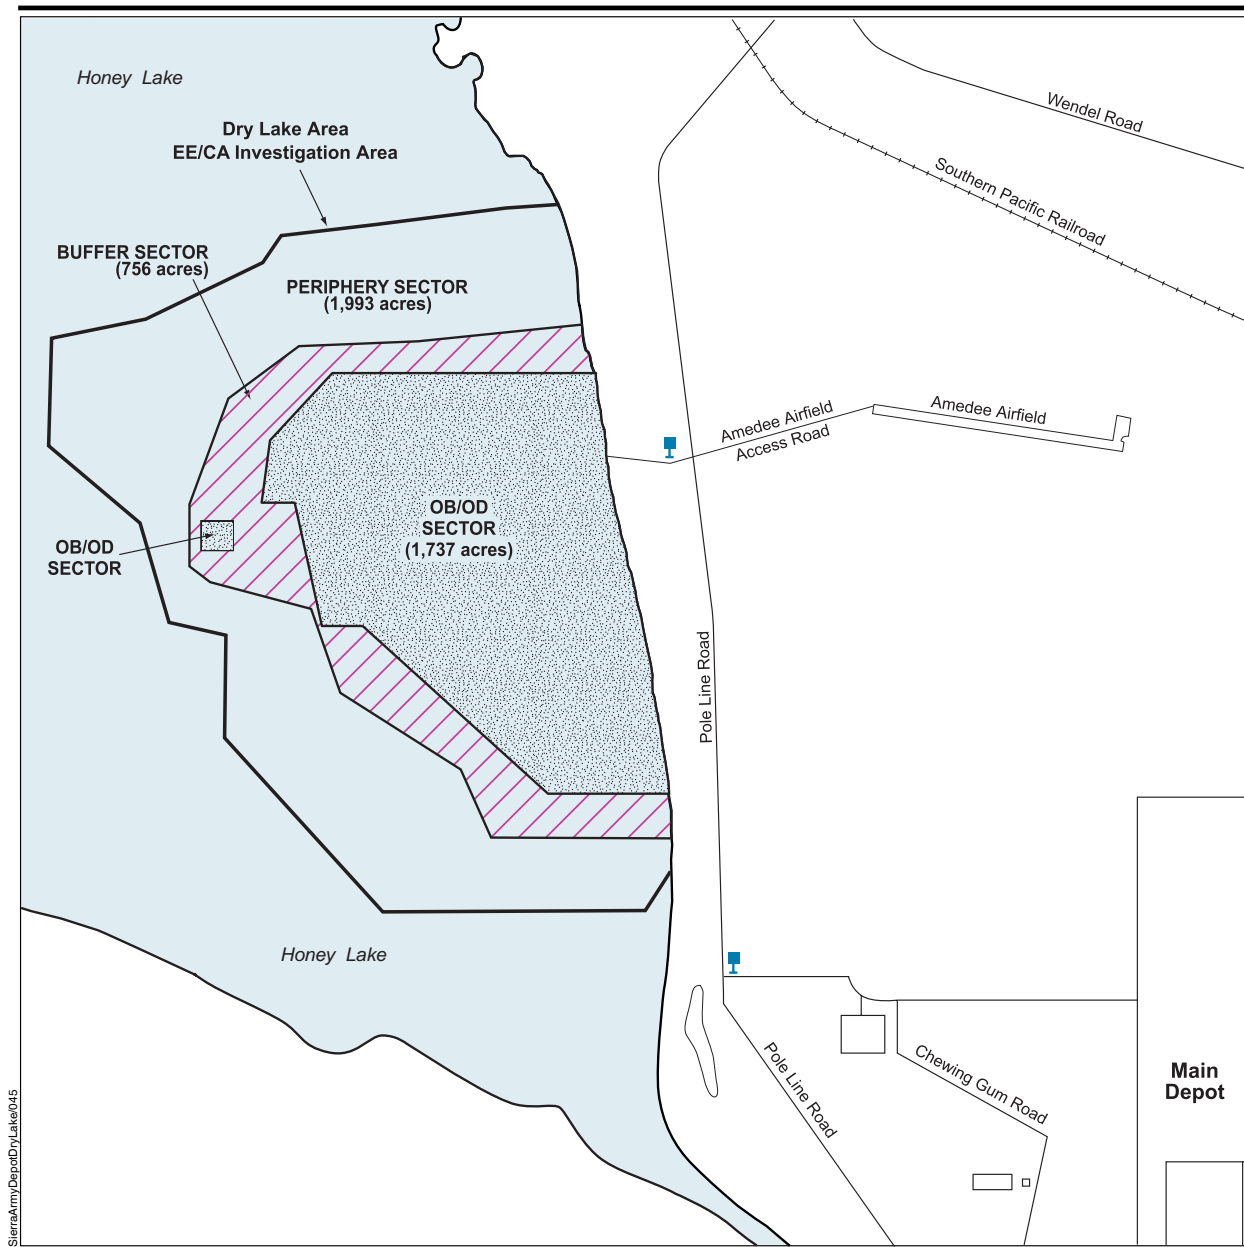 Honey Lake
Dry Lake Area
EE/CA Investigation Area
Wendel Road
Southern Pacific Railroad
BUFFER SECTOR
(756 acres)
PERIPHERY SECTOR
(1,993 acres)
Amedee Airfield
Access Road
Amedee Airfield
OB/OD
SECTOR
(1,737 acres)
OB/OD
SECTOR
Pole Line Road
Honey Lake
Pole Line Road
Chewing Gum Road
Main
Depot
SierraArmyDepotDryLake/045